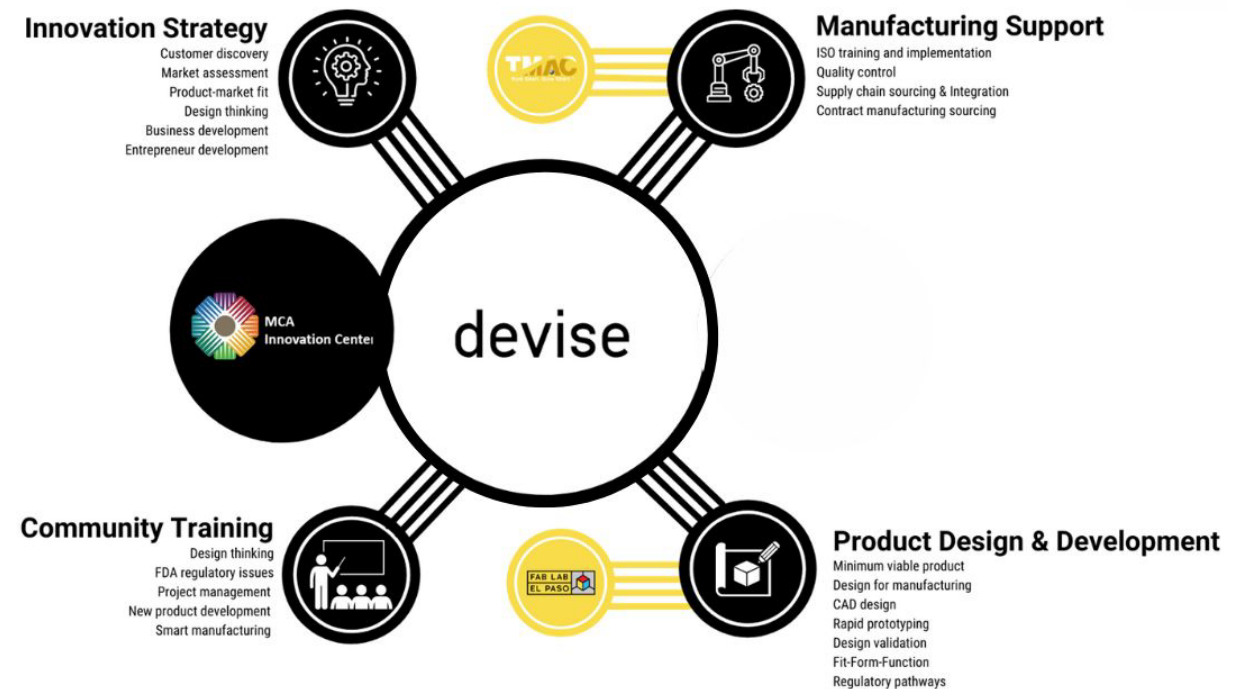 Innovation Strategy
Customer discovery
Market assessment
Product-market fit
Design thinking
Business development
Entrepreneur development
TMAC
Manufacturing Support
ISO training and implementation
Quality control
Supply chain sourcing & Integration
Contract manufacturing sourcing
MCA
Innovation Center
devise
Community Training
Design thinking
FDA regulatory issues
Project management
New product development
Smart manufacturing
FAB LAB
EL PASO
Product Design & Development
Minimum viable product
Design for manufacturing
CAD design
Rapid prototyping
Design validation
Fit-Form-Function
Regulatory pathways